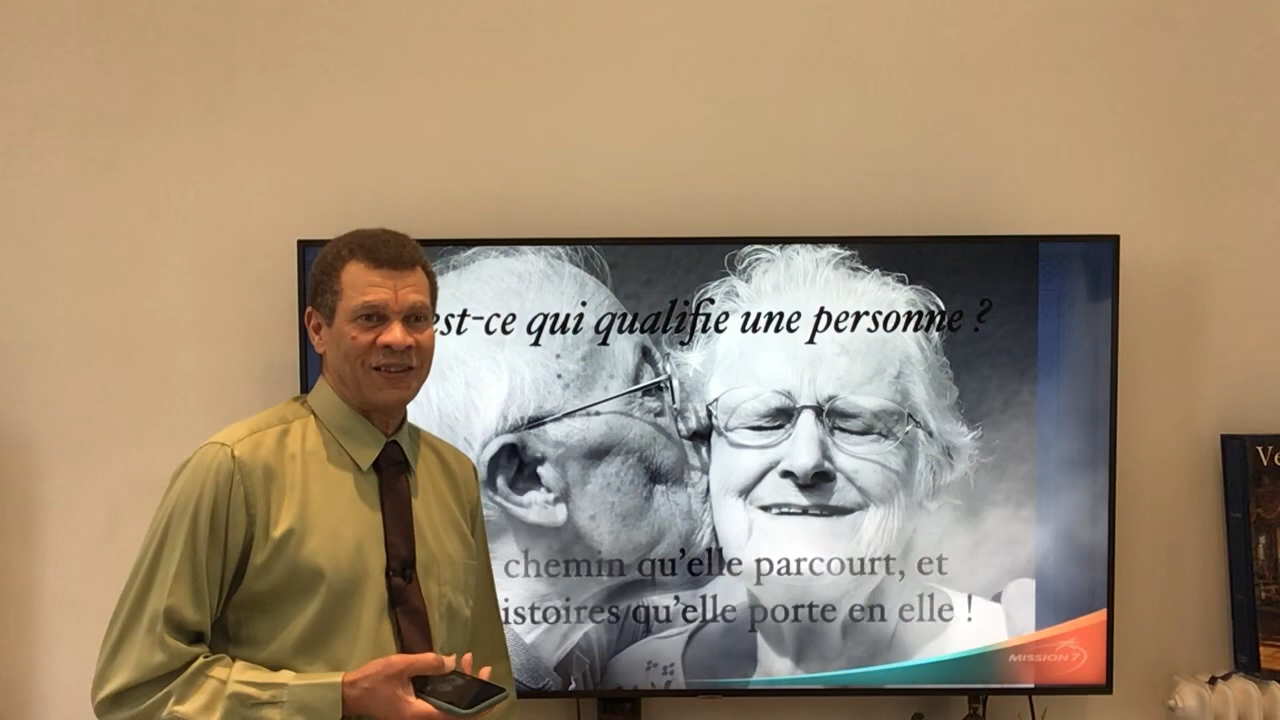 est-ce qui qualifie une personne ?
chemin qu'elle parcourt, et
istoires qu'elle porte en elle !
MISSION 7
Ve